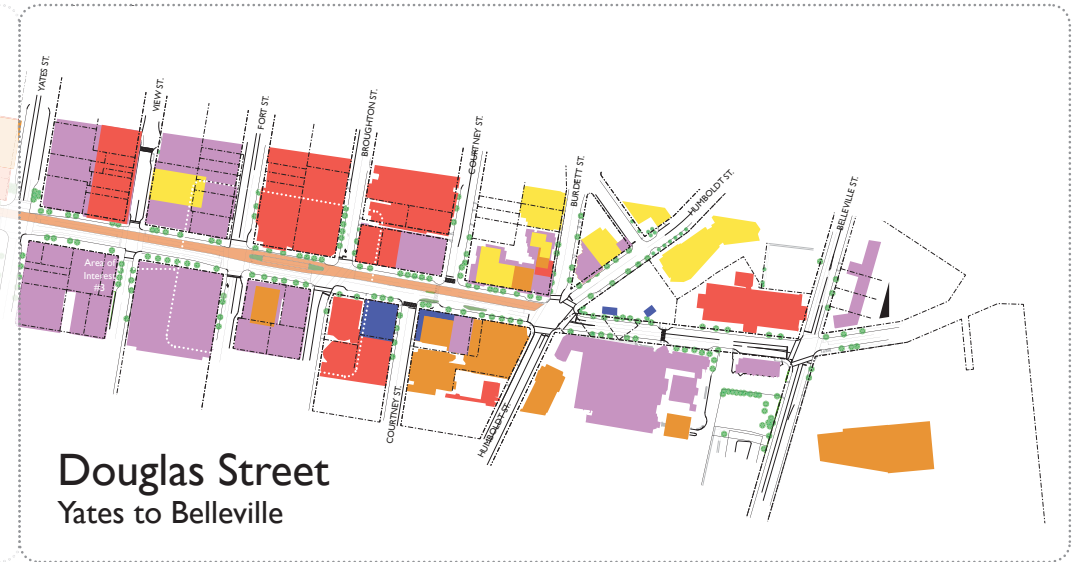 YATES ST.
VIEW ST.
FORT ST.
BROUGHTON ST.
COURTNEY ST.
BURDETT ST.
HUMBOLDT ST.
BELLEVILLE ST.
Area of
Interest
#3
COURTNEY ST.
HUMBOLDT ST.
Douglas Street
Yates to Belleville